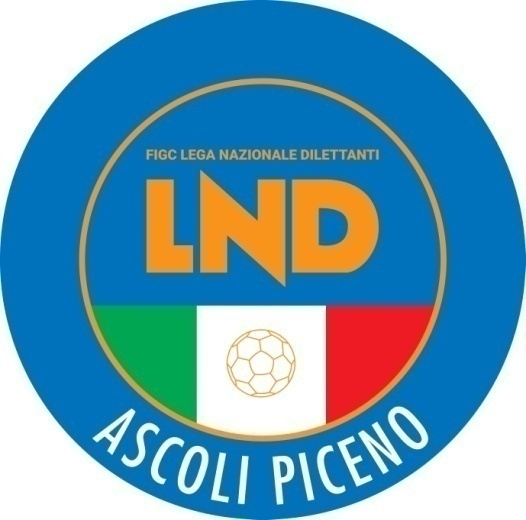 FIGC LEGA NAZIONALE DILETTANTI
LND
ASCOLI PICENO